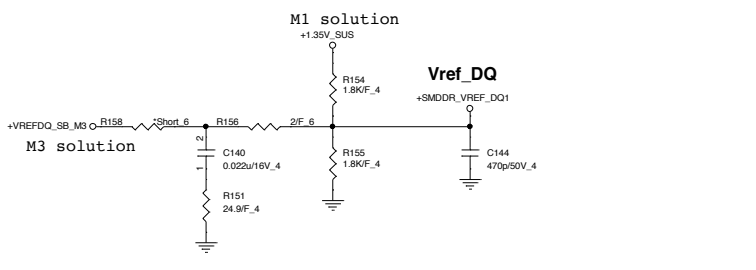 M1 solution
+1.35V_SUS
R154
1.8K/F_4
Vref_DQ
+SMDDR_VREF_DQ1
+VREFDQ_SB_M3 R158 *Short_6 R156 2/F_6
M3 solution
2
C140
0.022u/16V_4
1
R155
1.8K/F_4
C144
470p/50V_4
R151
24.9/F_4